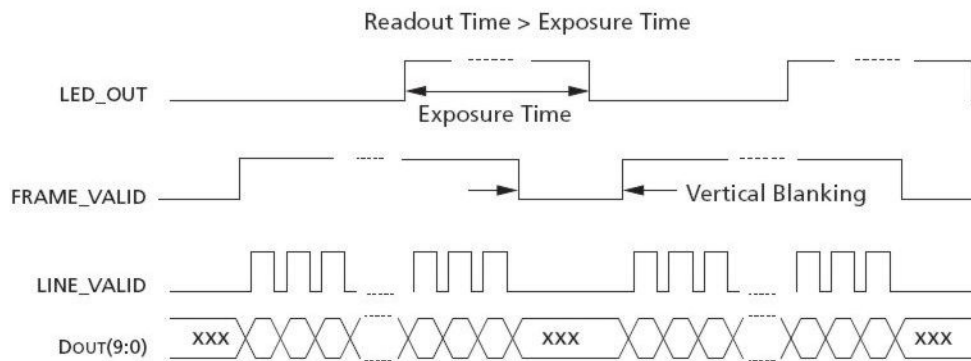 Readout Time > Exposure Time
LED_OUT
Exposure Time
FRAME_VALID
Vertical Blanking
LINE_VALID
DOUT(9:0)
XXX
XXX
XXX